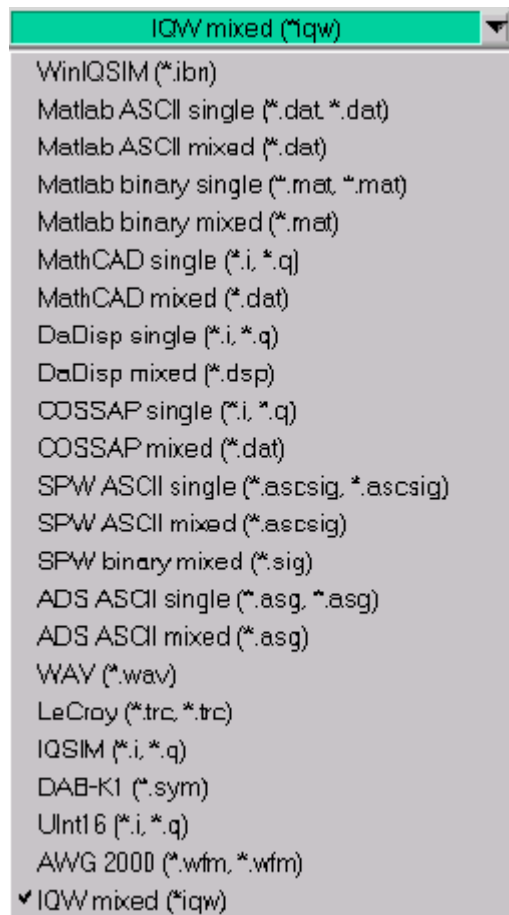 IQW mixed (*iqw)
WinIQSIM (*.ibn)
Matlab ASCII single (*.dat *.dat)
Matlab ASCII mixed (*.dat)
Matlab binary single (*.mat, *.mat)
Matlab binary mixed (*.mat)
MathCAD single (*.i, *.q)
MathCAD mixed (*.dat)
DaDisp single (*.i, *.q)
DaDisp mixed (*.dsp)
COSSAP single (*.i, *.q)
COSSAP mixed (*.dat)
SPW ASCII single (*.ascsig, *.ascsig)
SPW ASCII mixed (*.ascsig)
SPW binary mixed (*.sig)
ADS ASCII single (*.asg, *.asg)
ADS ASCII mixed (*.asg)
WAV (*.wav)
LeCroy (*.trc, *.trc)
IQSIM (*.i, *.q)
DAB-K1 (*.sym)
UInt16 (*.i, *.q)
AWG 2000 (*.wfm, *.wfm)
IQW mixed (*iqw)